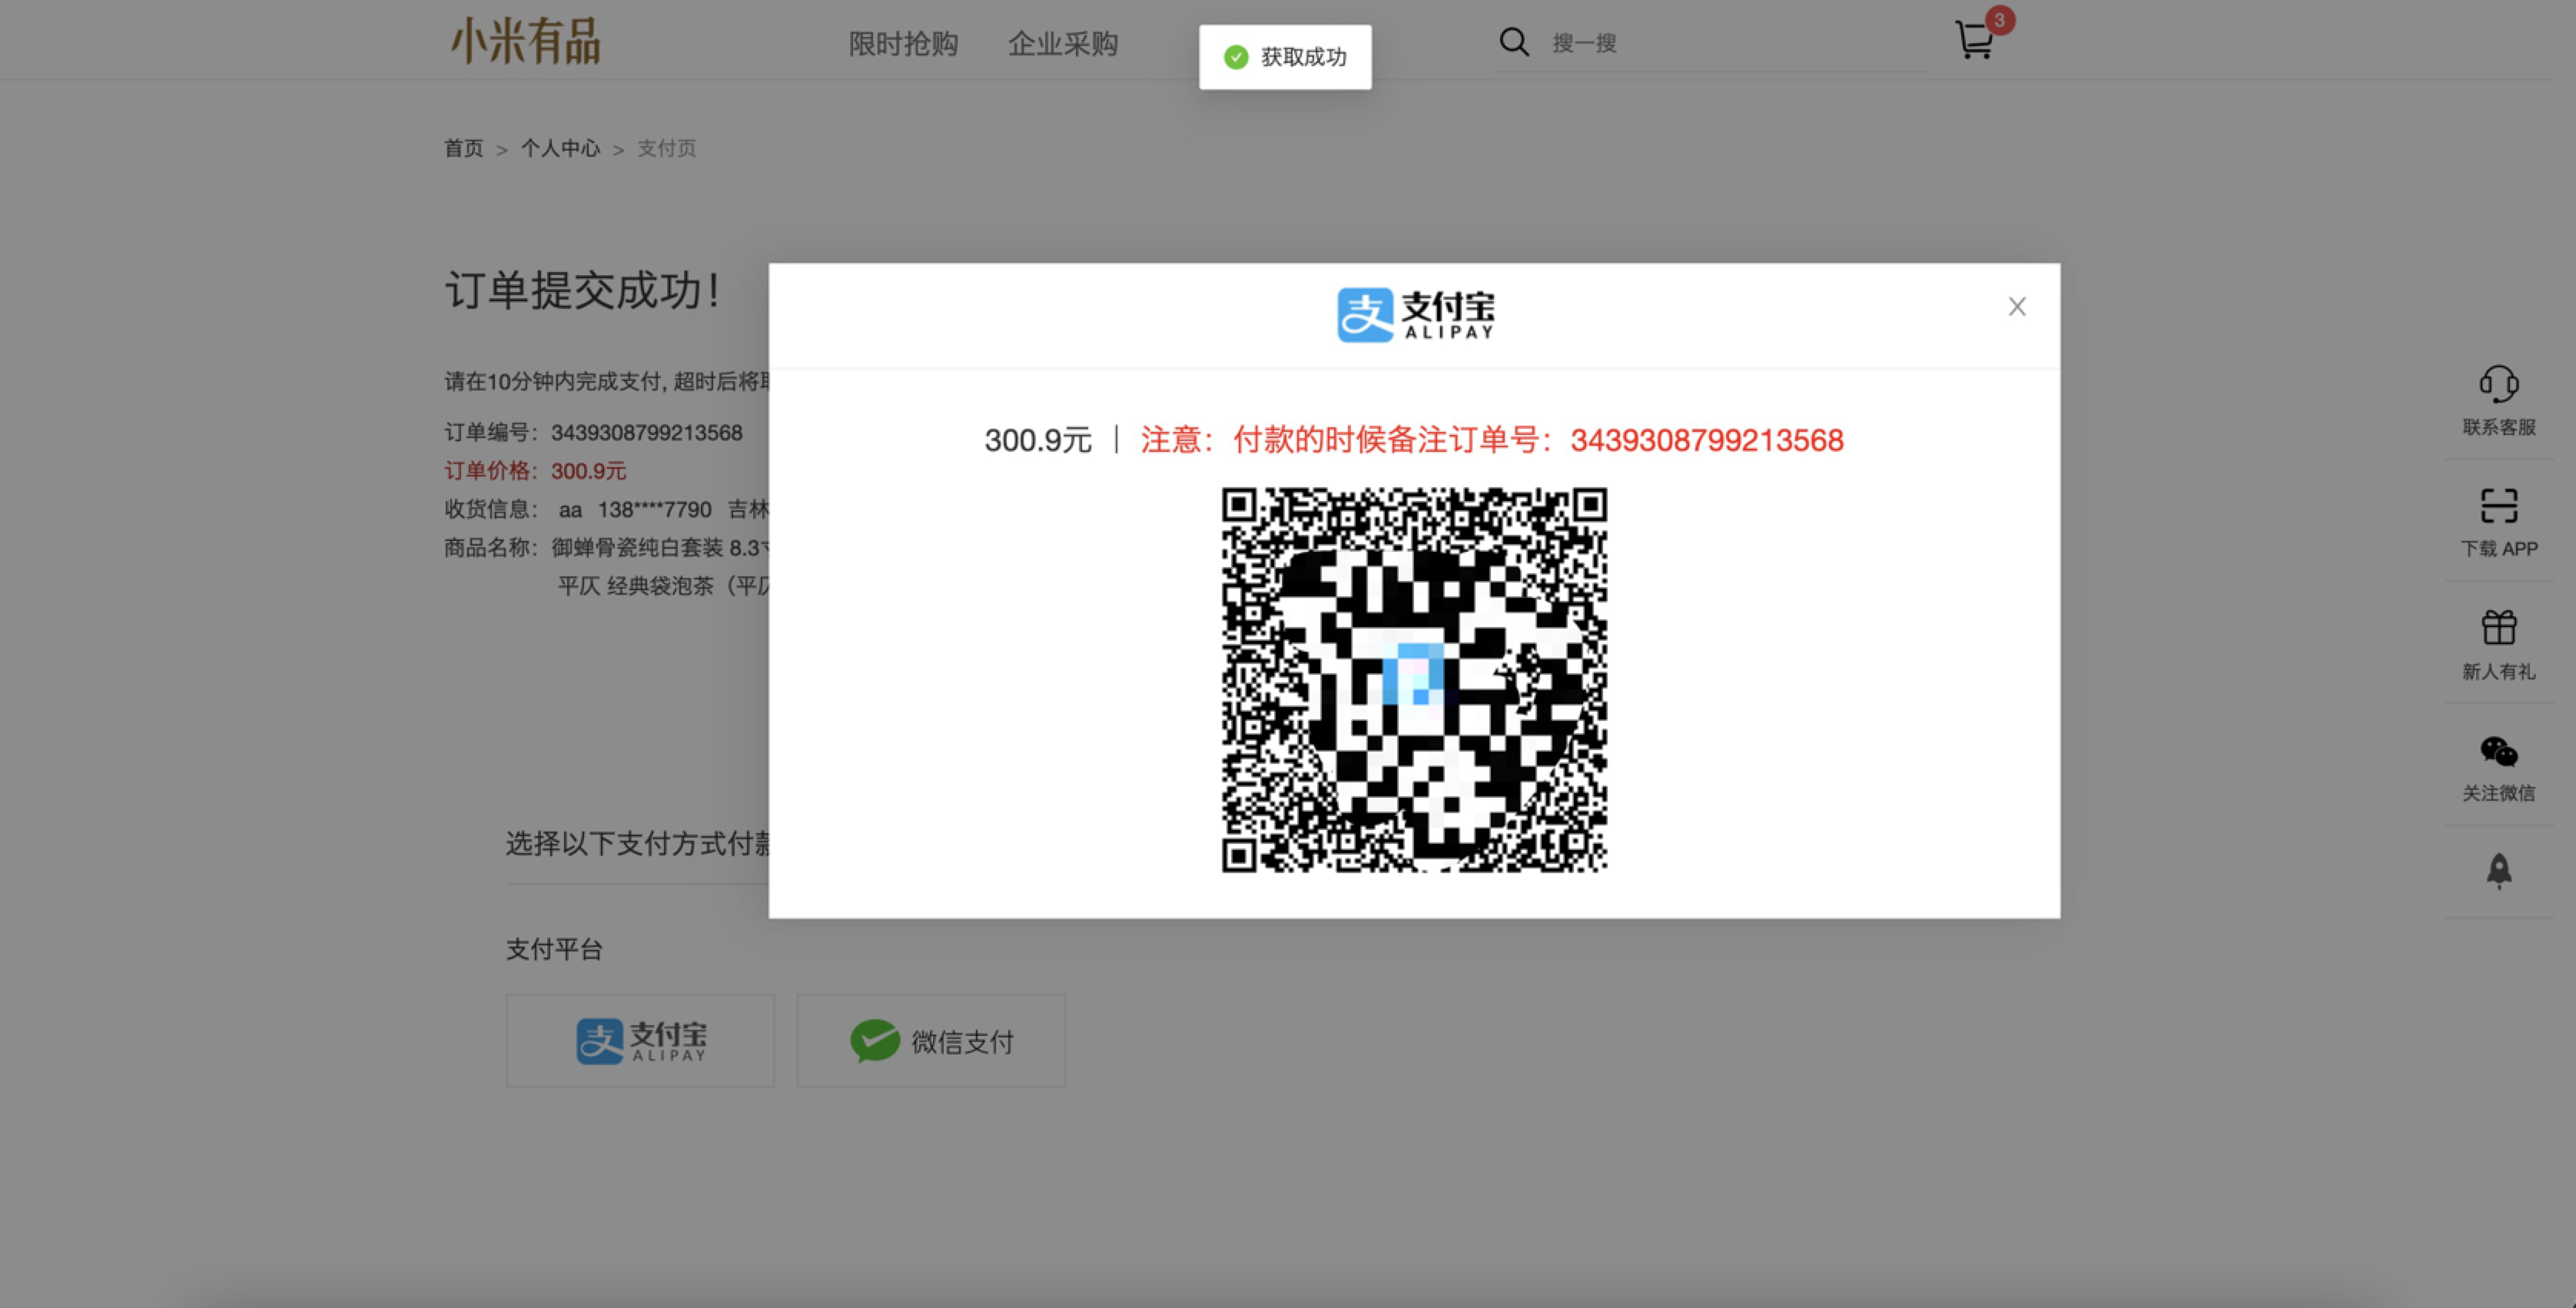 小米有品
限时抢购
企业采购
获取成功
搜一搜
3
首页 > 个人中心 > 支付页
订单提交成功！
请在10分钟内完成支付, 超时后将
订单编号：3439308799213568
订单价格：300.9元
收货信息： aa 138****7790 吉林
商品名称：御蝉骨瓷纯白套装 8.3
平仄 经典袋泡茶（平仄
支付宝
ALIPAY
300.9元 | 注意：付款的时候备注订单号：3439308799213568
选择以下支付方式付款
支付平台
支付宝
ALIPAY
微信支付
联系客服
下载 APP
新人有礼
关注微信